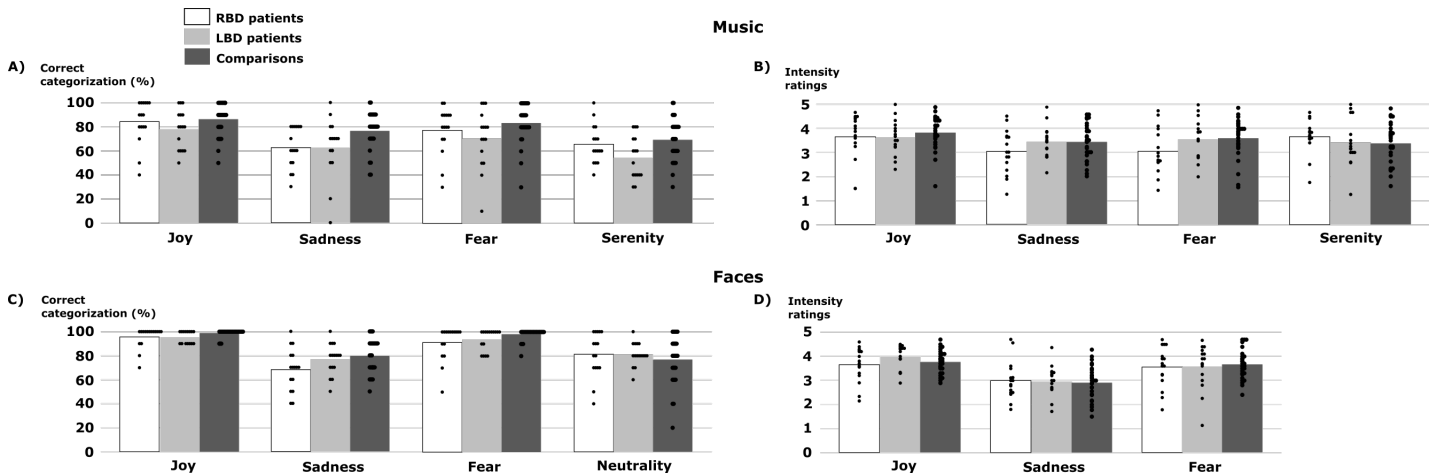 RBD patients
LBD patients
Comparisons
Music
A) Correct
categorization (%)
100
80
60
40
20
0
Joy Sadness Fear Serenity
B) Intensity
ratings
5
4
3
2
1
0
Joy Sadness Fear Serenity
Faces
C) Correct
categorization (%)
100
80
60
40
20
0
Joy Sadness Fear Neutrality
D) Intensity
ratings
5
4
3
2
1
0
Joy Sadness Fear